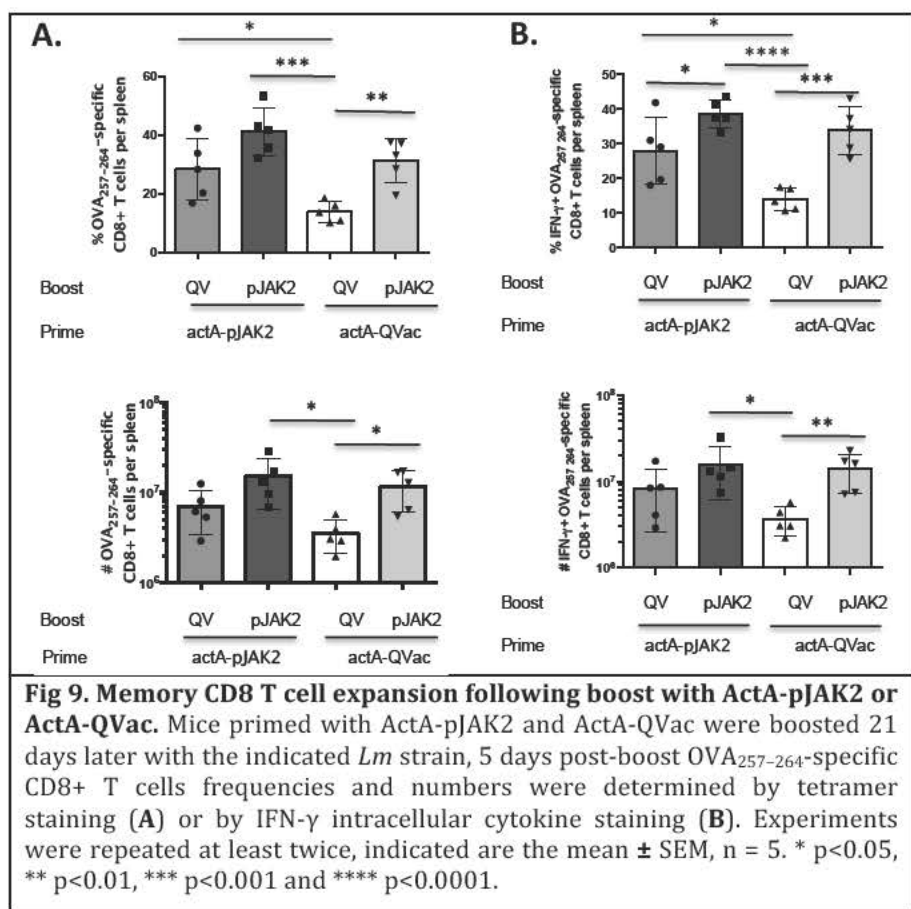 A.
*
***
**
% OVA257–264–specific
CD8+ T cells per spleen
60
40
20
0
Boost QV pJAK2 QV pJAK2
Prime actA-pJAK2 actA-QVac
B.
*
****
*
***
% IFN-γ+ OVA257 264-specific
CD8+ T cells per spleen
50
40
30
20
10
0
Boost QV pJAK2 QV pJAK2
Prime actA-pJAK2 actA-QVac
*
*
# OVA257–264–specific
CD8+ T cells per spleen
10^8
10^7
10^6
Boost QV pJAK2 QV pJAK2
Prime actA-pJAK2 actA-QVac
*
**
# IFN-γ+ OVA257 264-specific
CD8+ T cells per spleen
10^8
10^7
10^6
Boost QV pJAK2 QV pJAK2
Prime actA-pJAK2 actA-QVac
Fig 9. Memory CD8 T cell expansion following boost with ActA-pJAK2 or
ActA-QVac. Mice primed with ActA-pJAK2 and ActA-QVac were boosted 21
days later with the indicated Lm strain, 5 days post-boost OVA257–264-specific
CD8+ T cells frequencies and numbers were determined by tetramer
staining (A) or by IFN-γ intracellular cytokine staining (B). Experiments
were repeated at least twice, indicated are the mean ± SEM, n = 5. * p<0.05,
** p<0.01, *** p<0.001 and **** p<0.0001.